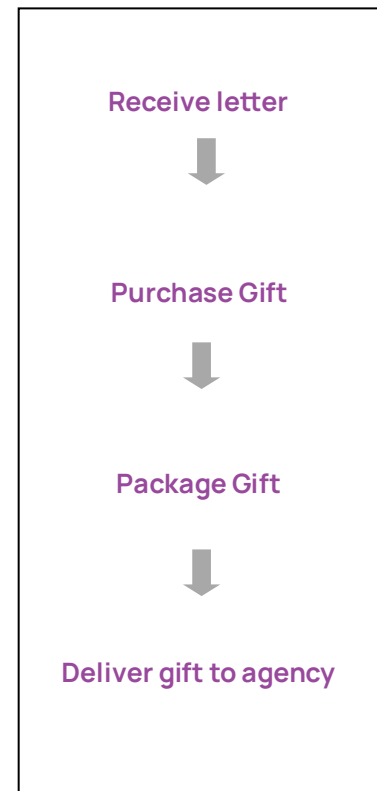 Receive letter
Purchase Gift
Package Gift
Deliver gift to agency